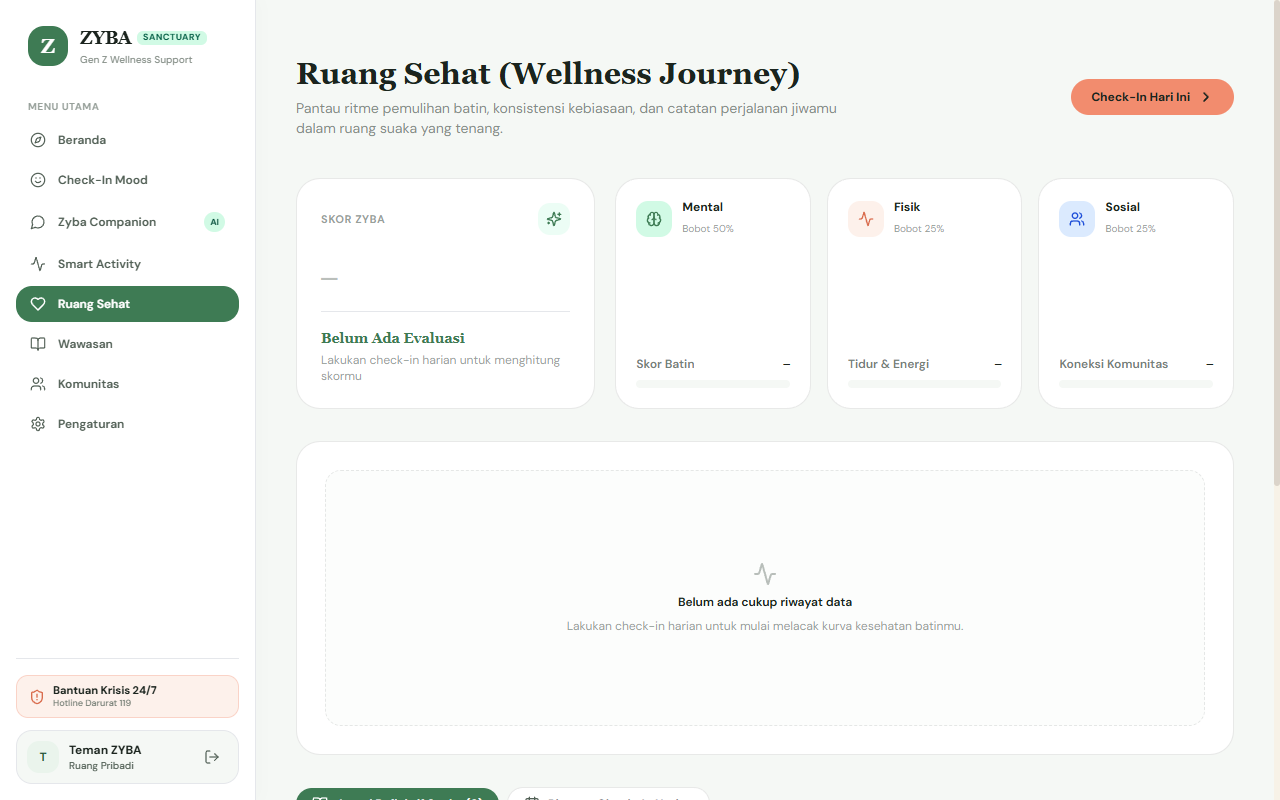 Z
ZYBA SANCTUARY
Gen Z Wellness Support
MENU UTAMA
Beranda
Check-In Mood
Zyba Companion AI
Smart Activity
Ruang Sehat
Wawasan
Komunitas
Pengaturan
Bantuan Krisis 24/7
Hotline Darurat 119
T
Teman ZYBA
Ruang Pribadi
Ruang Sehat (Wellness Journey)
Pantau ritme pemulihan batin, konsistensi kebiasaan, dan catatan perjalanan jiwamu
dalam ruang suaka yang tenang.
Check-In Hari Ini
SKOR ZYBA
—
Belum Ada Evaluasi
Lakukan check-in harian untuk menghitung
skormu
Mental
Bobot 50%
Skor Batin –
Fisik
Bobot 25%
Tidur & Energi –
Sosial
Bobot 25%
Koneksi Komunitas –
Belum ada cukup riwayat data
Lakukan check-in harian untuk mulai melacak kurva kesehatan batinmu.